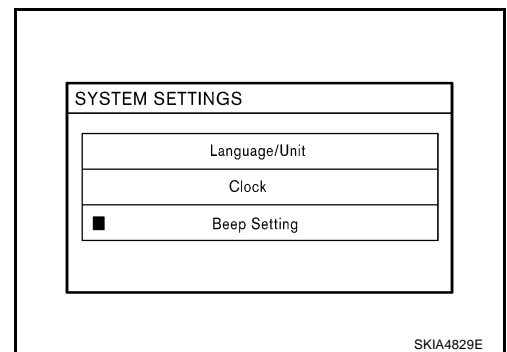 SYSTEM SETTINGS
Language/Unit
Clock
Beep Setting
SKIA4829E